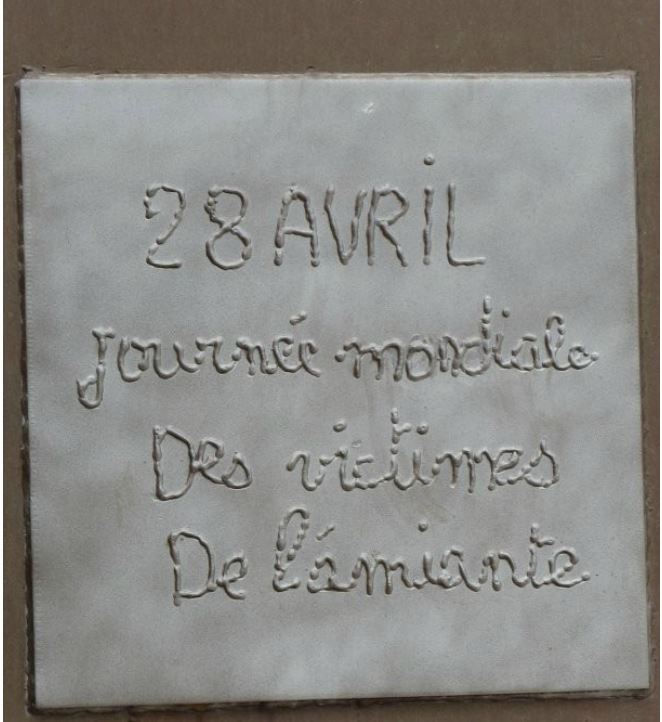 28 AVRIL
Journée mondiale
Des victimes
De l'amiante